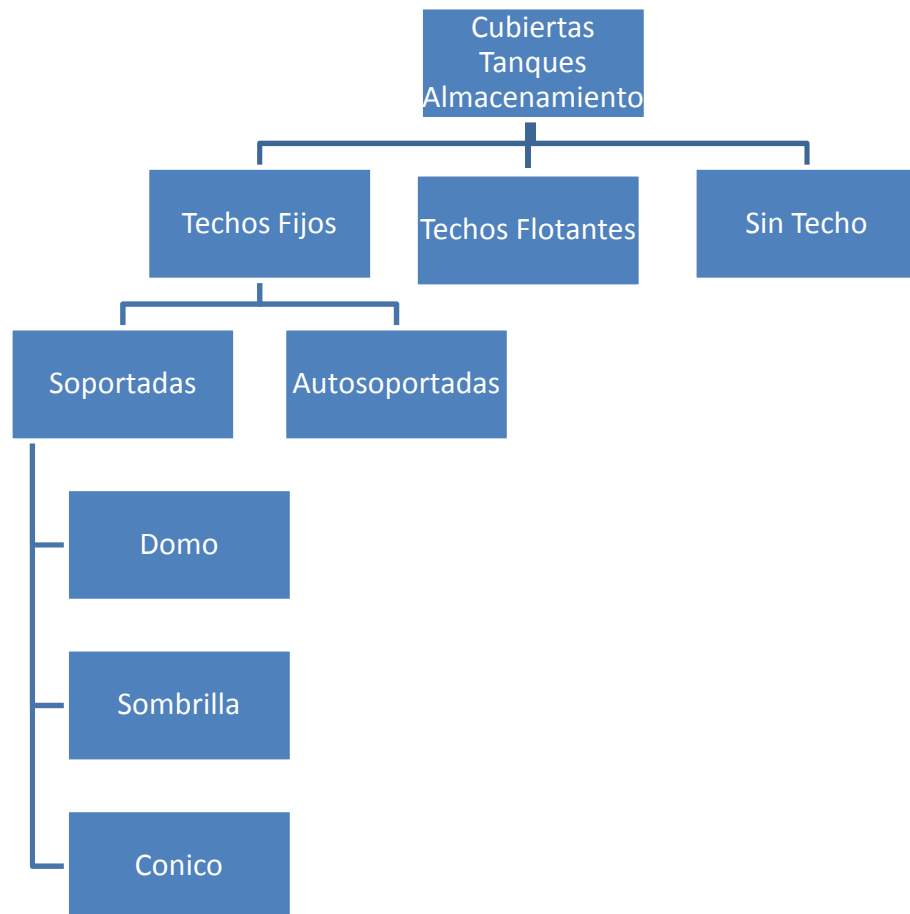 Cubiertas
Tanques
Almacenamiento
Techos Fijos
Techos Flotantes
Sin Techo
Soportadas
Autosoportadas
Domo
Sombrilla
Conico